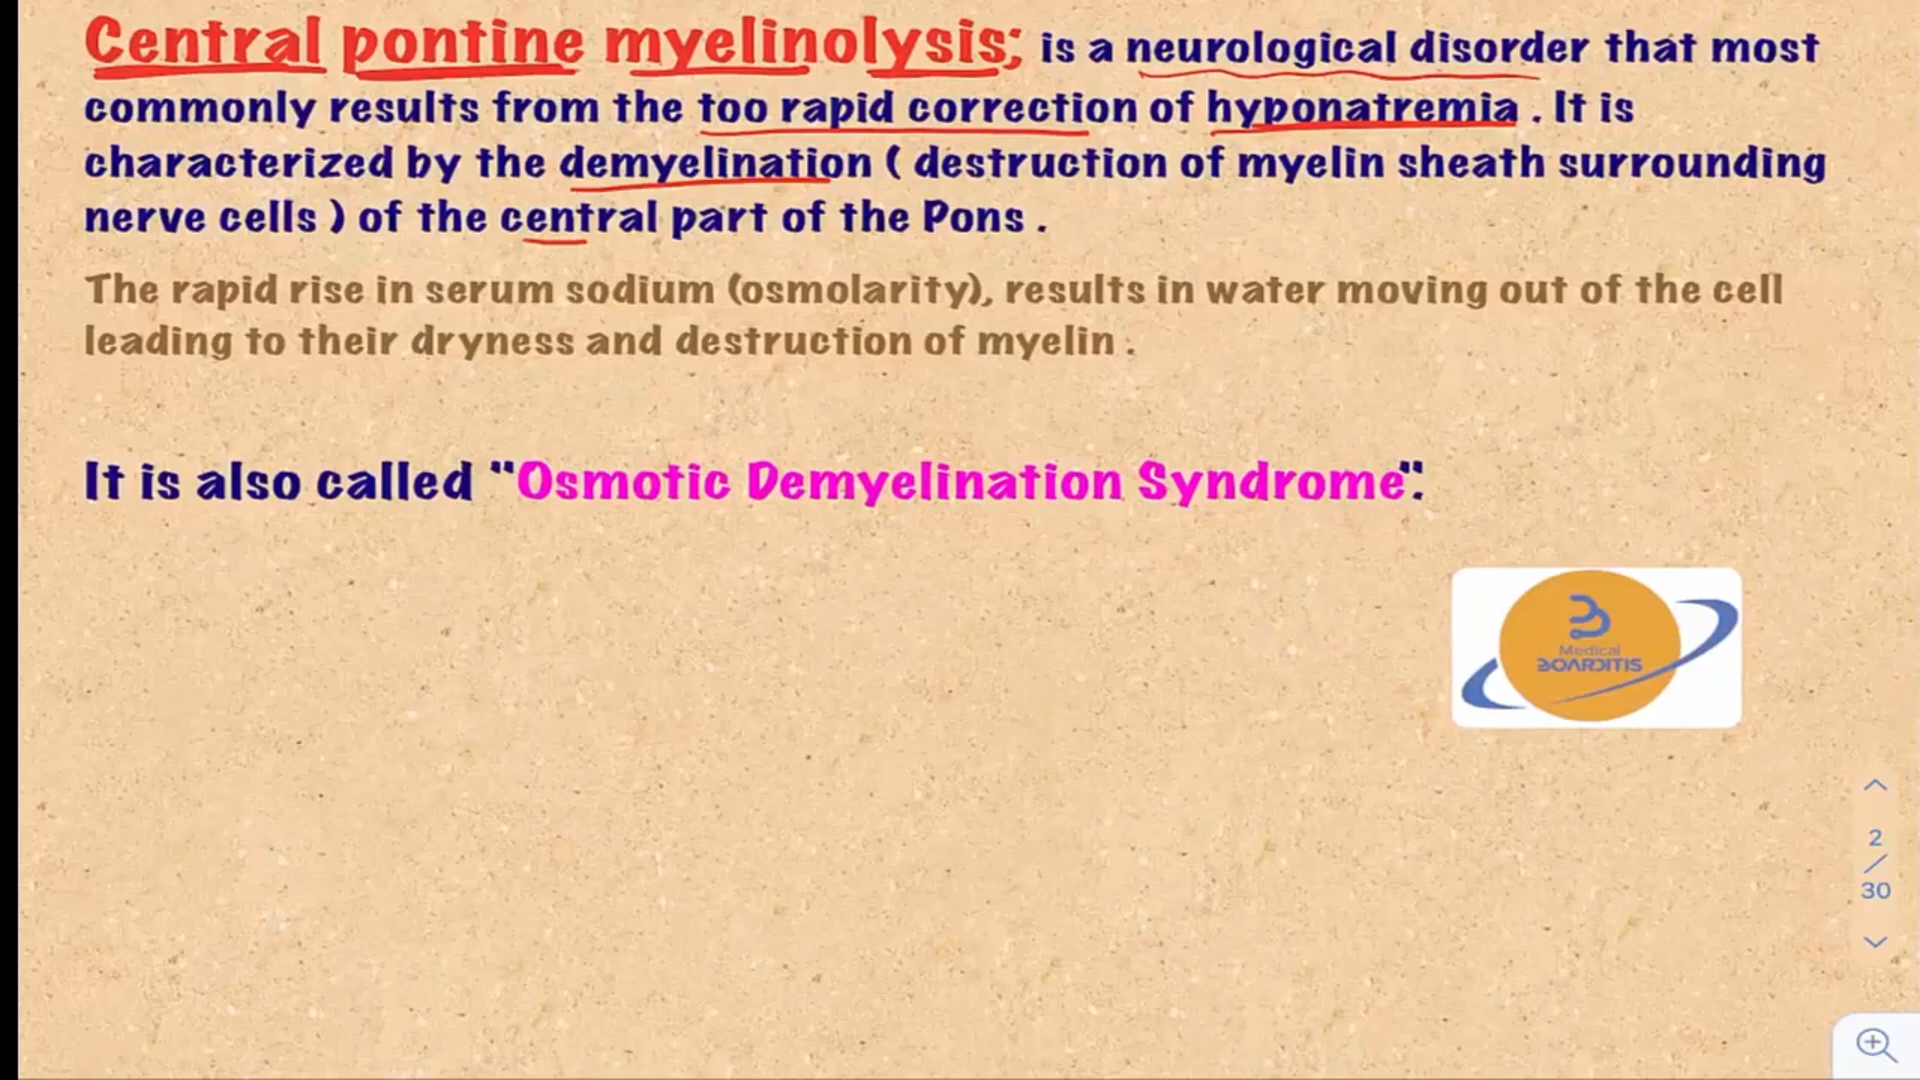 Central pontine myelinolysis; is a neurological disorder that most
commonly results from the too rapid correction of hyponatremia . It is
characterized by the demyelination ( destruction of myelin sheath surrounding
nerve cells ) of the central part of the Pons .
The rapid rise in serum sodium (osmolarity), results in water moving out of the cell
leading to their dryness and destruction of myelin .
It is also called "Osmotic Demyelination Syndrome".
Medical
BOARDITIS
2
/
30